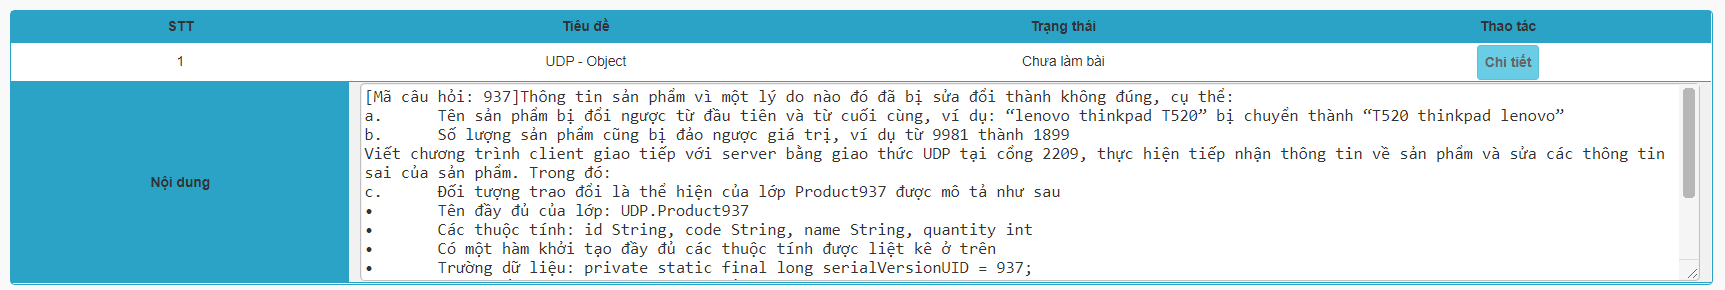 STT Tiêu đề Trạng thái Thao tác
1 UDP - Object Chưa làm bài Chi tiết
Nội dung
[Mã câu hỏi: 937]Thông tin sản phẩm vì một lý do nào đó đã bị sửa đổi thành không đúng, cụ thể:
a. Tên sản phẩm bị đổi ngược từ đầu tiên và từ cuối cùng, ví dụ: “lenovo thinkpad T520” bị chuyển thành “T520 thinkpad lenovo”
b. Số lượng sản phẩm cũng bị đảo ngược giá trị, ví dụ từ 9981 thành 1899
Viết chương trình client giao tiếp với server bằng giao thức UDP tại cổng 2209, thực hiện tiếp nhận thông tin về sản phẩm và sửa các thông tin
sai của sản phẩm. Trong đó:
c. Đối tượng trao đổi là thể hiện của lớp Product937 được mô tả như sau
• Tên đầy đủ của lớp: UDP.Product937
• Các thuộc tính: id String, code String, name String, quantity int
• Có một hàm khởi tạo đầy đủ các thuộc tính được liệt kê ở trên
• Trường dữ liệu: private static final long serialVersionUID = 937;